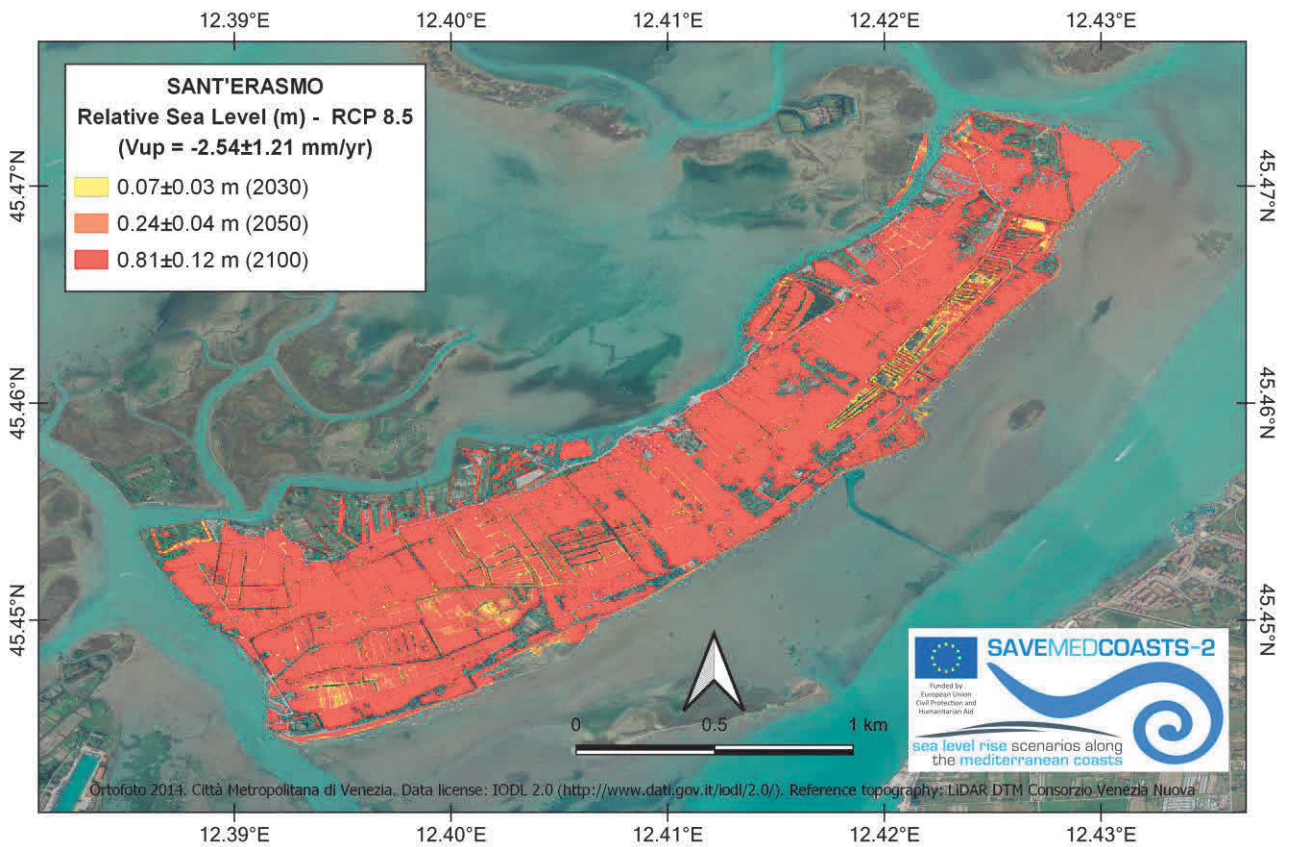 12.39°E 12.40°E 12.41°E 12.42°E 12.43°E
SANT'ERASMO
Relative Sea Level (m) - RCP 8.5
(Vup = -2.54±1.21 mm/yr)
0.07±0.03 m (2030)
0.24±0.04 m (2050)
0.81±0.12 m (2100)
45.47°N 45.47°N
45.46°N 45.46°N
45.45°N 45.45°N
0 0.5 1 km
SAVEMEDCOASTS-2
Funded by
European Union
Civil Protection and
Humanitarian Aid
sea level rise scenarios along
the mediterranean coasts
Ortofoto 2014. Città Metropolitana di Venezia. Data license: IODL 2.0 (http://www.dati.gov.it/iodl/2.0/). Reference topography: LiDAR DTM Consorzio Venezia Nuova
12.39°E 12.40°E 12.41°E 12.42°E 12.43°E